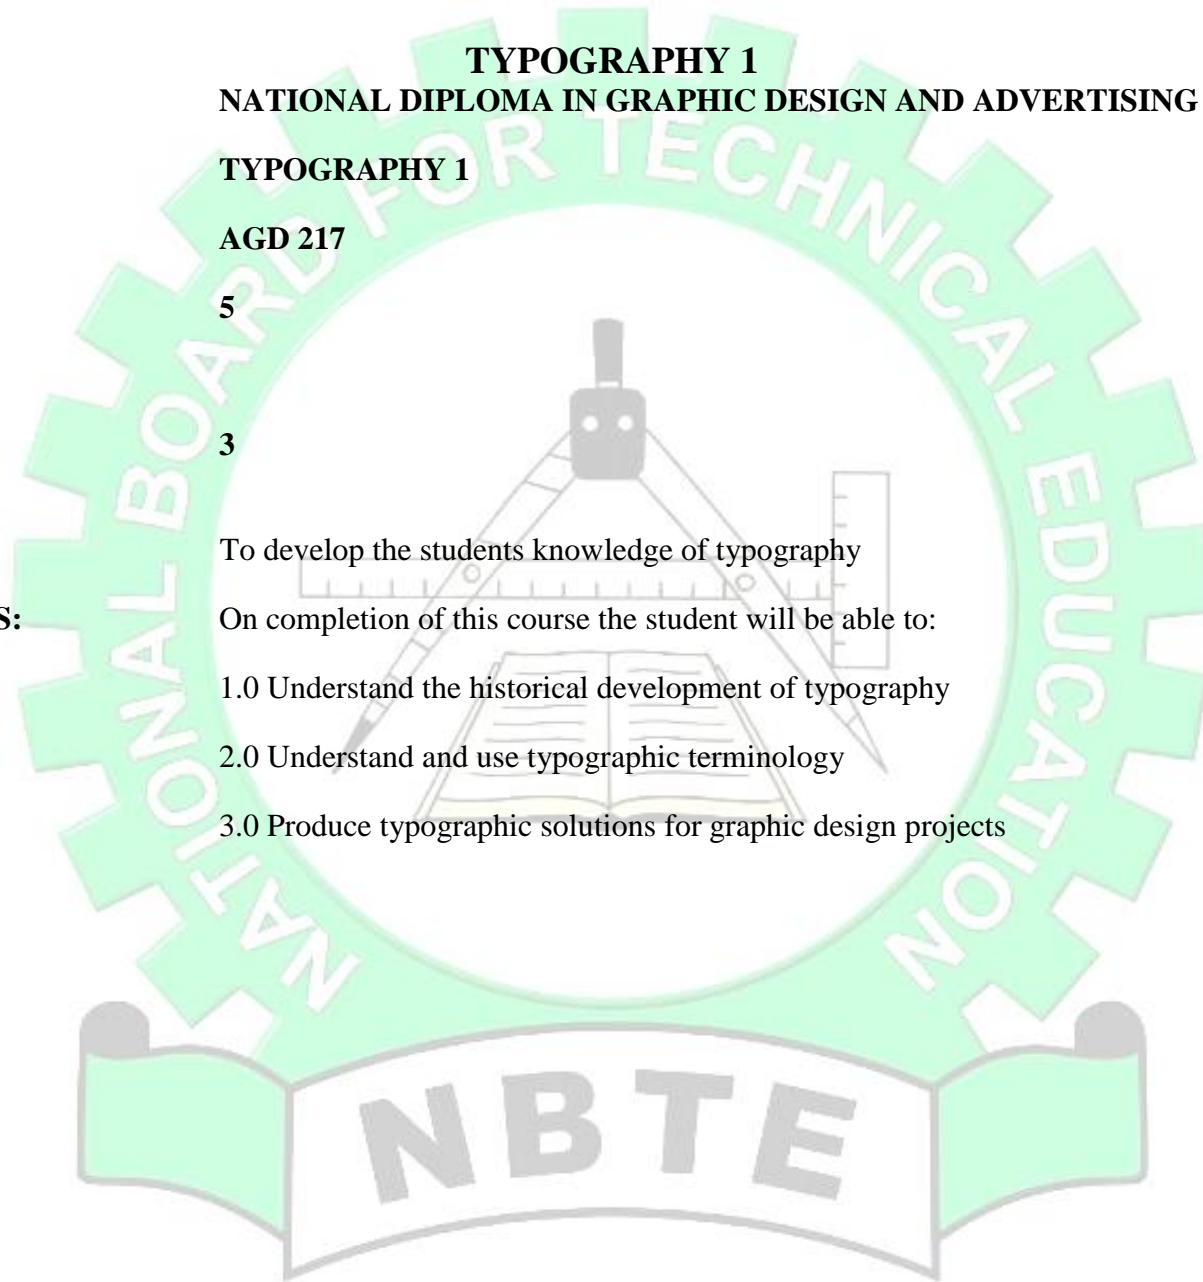 TYPOGRAPHY 1
NATIONAL DIPLOMA IN GRAPHIC DESIGN AND ADVERTISING
TYPOGRAPHY 1
AGD 217
5
3
To develop the students knowledge of typography
S: On completion of this course the student will be able to:
1.0 Understand the historical development of typography
2.0 Understand and use typographic terminology
3.0 Produce typographic solutions for graphic design projects
NATIONAL BOARD FOR TECHNICAL EDUCATION
NBTE